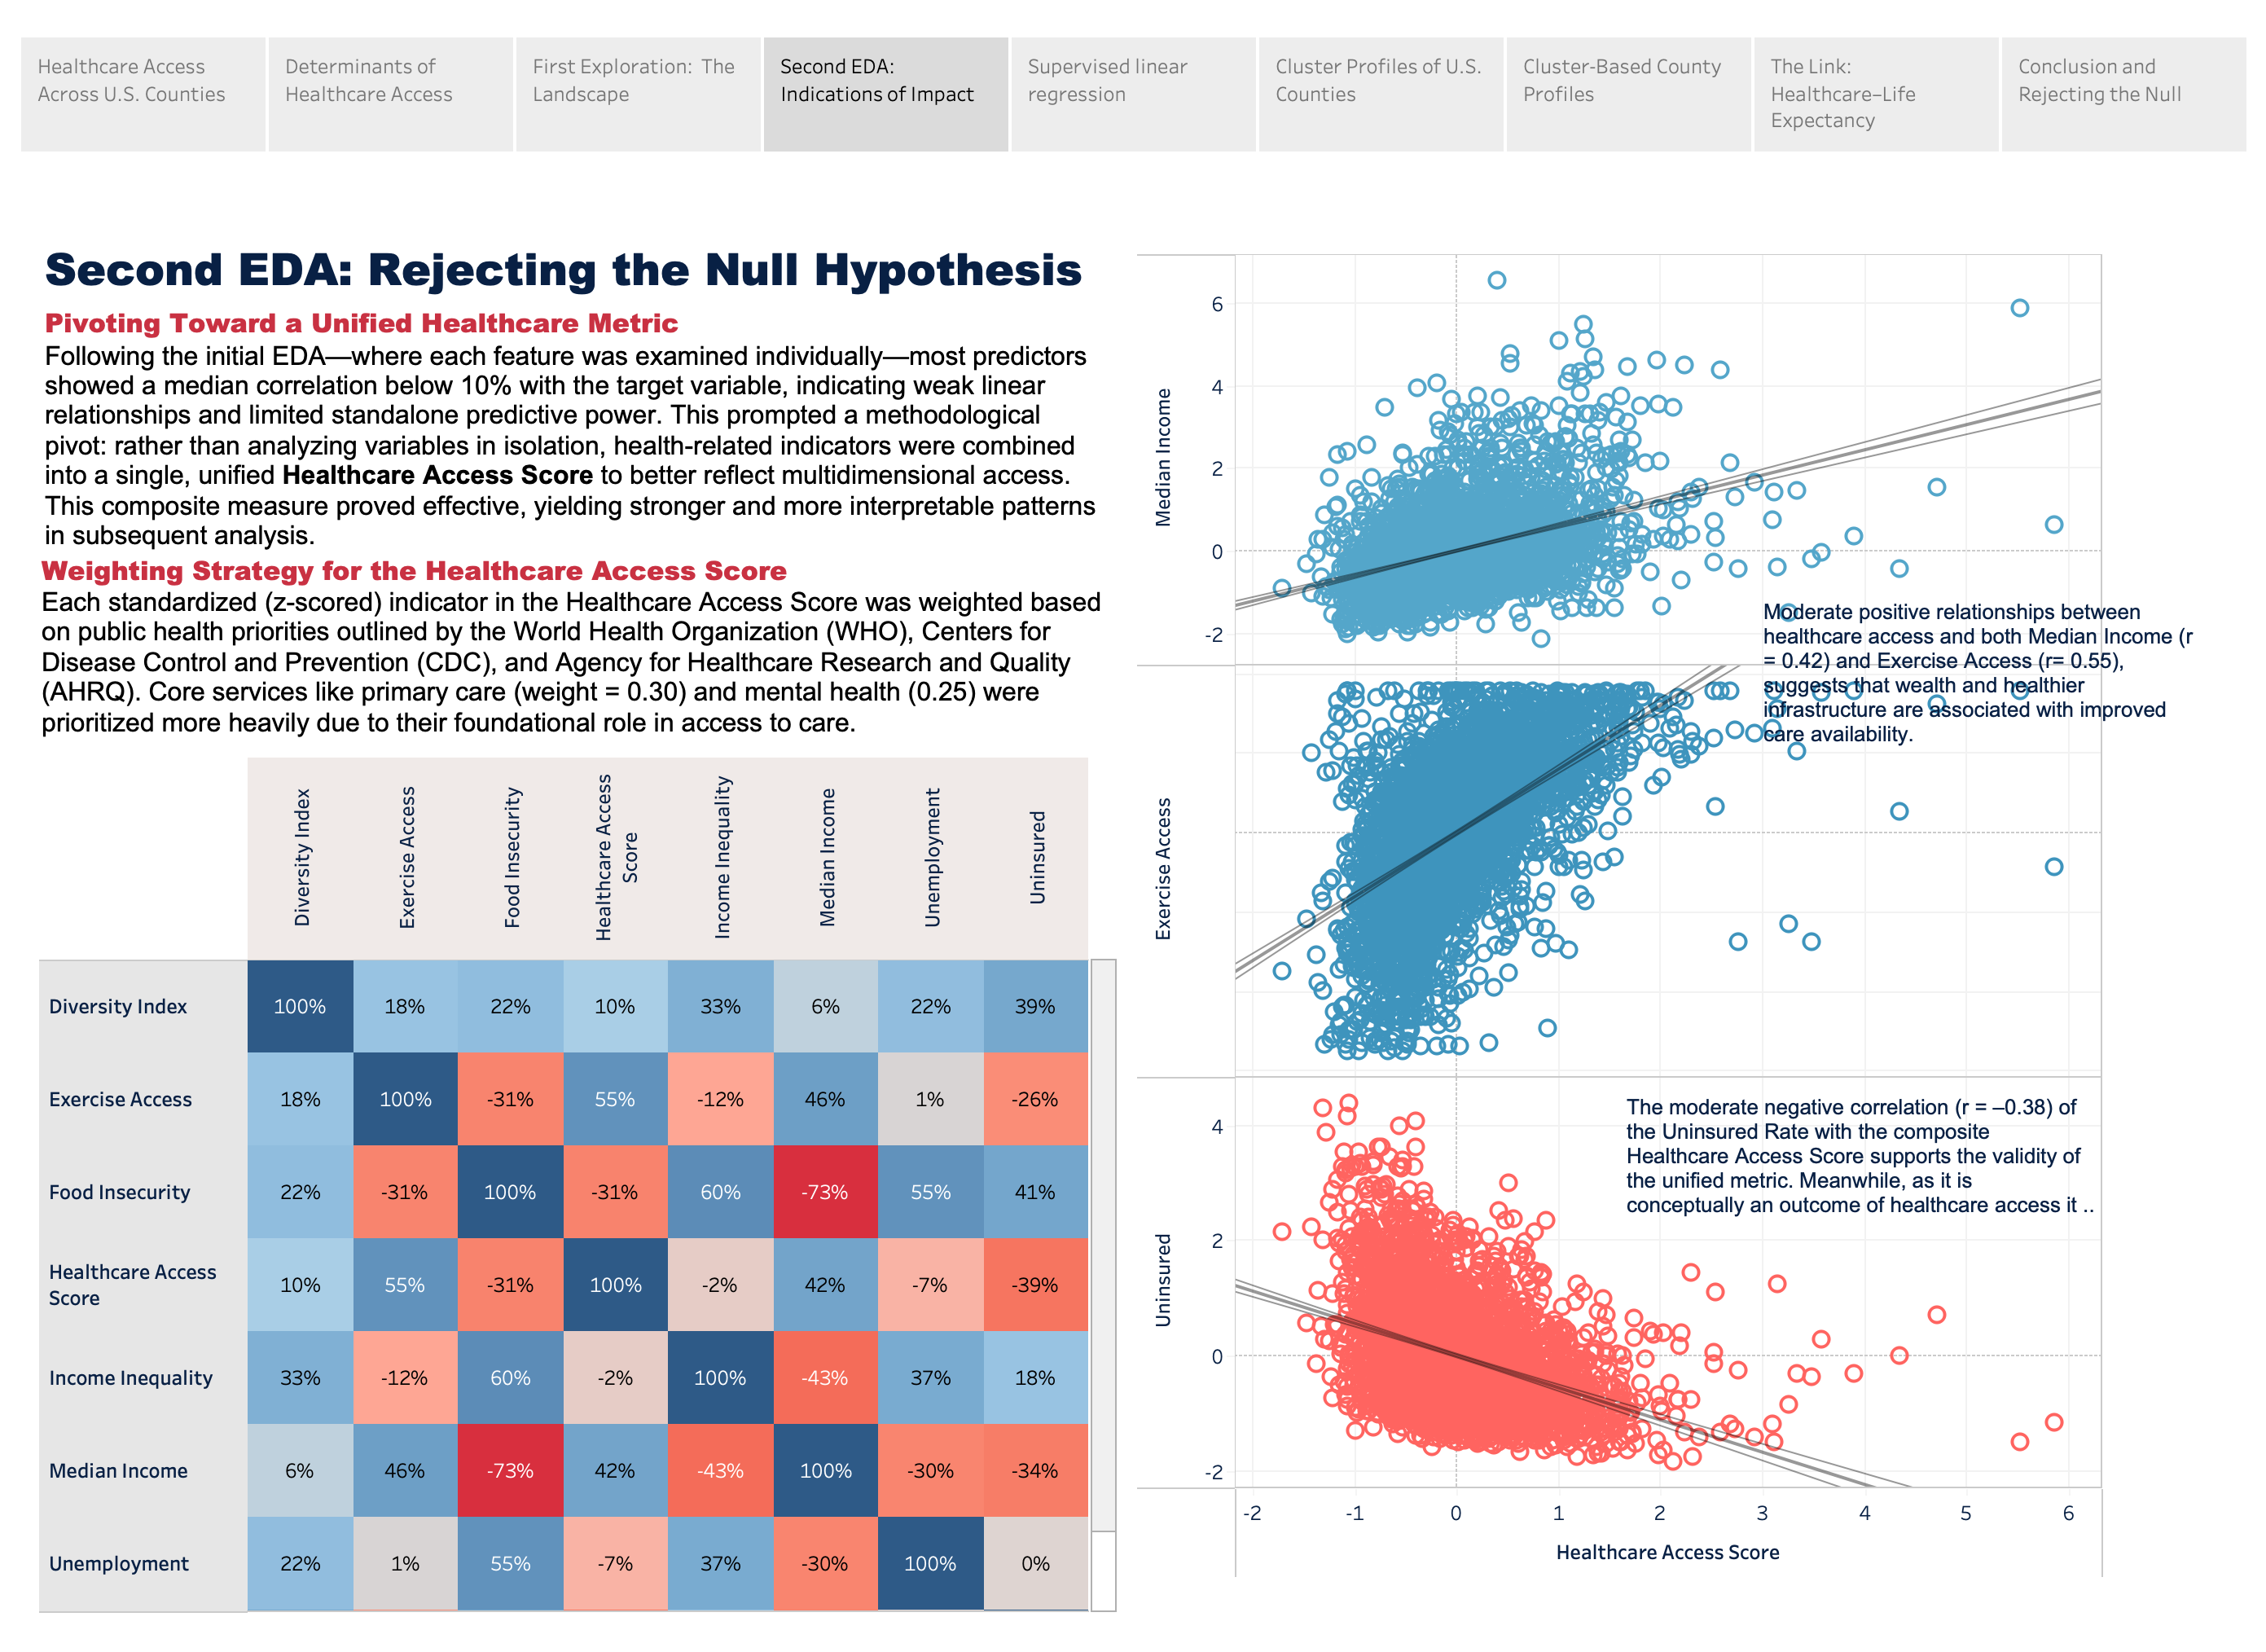 Healthcare Access
Across U.S. Counties
Determinants of
Healthcare Access
First Exploration: The
Landscape
Second EDA:
Indications of Impact
Supervised linear
regression
Cluster Profiles of U.S.
Counties
Cluster-Based County
Profiles
The Link:
Healthcare–Life
Expectancy
Conclusion and
Rejecting the Null
Second EDA: Rejecting the Null Hypothesis
Pivoting Toward a Unified Healthcare Metric
Following the initial EDA—where each feature was examined individually—most predictors
showed a median correlation below 10% with the target variable, indicating weak linear
relationships and limited standalone predictive power. This prompted a methodological
pivot: rather than analyzing variables in isolation, health-related indicators were combined
into a single, unified Healthcare Access Score to better reflect multidimensional access.
This composite measure proved effective, yielding stronger and more interpretable patterns
in subsequent analysis.
Weighting Strategy for the Healthcare Access Score
Each standardized (z-scored) indicator in the Healthcare Access Score was weighted based
on public health priorities outlined by the World Health Organization (WHO), Centers for
Disease Control and Prevention (CDC), and Agency for Healthcare Research and Quality
(AHRQ). Core services like primary care (weight = 0.30) and mental health (0.25) were
prioritized more heavily due to their foundational role in access to care.
Diversity Index
Exercise Access
Food Insecurity
Healthcare Access
Score
Income Inequality
Median Income
Unemployment
Uninsured
Diversity Index 100% 18% 22% 10% 33% 6% 22% 39%
Exercise Access 18% 100% -31% 55% -12% 46% 1% -26%
Food Insecurity 22% -31% 100% -31% 60% -73% 55% 41%
Healthcare Access
Score 10% 55% -31% 100% -2% 42% -7% -39%
Income Inequality 33% -12% 60% -2% 100% -43% 37% 18%
Median Income 6% 46% -73% 42% -43% 100% -30% -34%
Unemployment 22% 1% 55% -7% 37% -30% 100% 0%
Median Income
6
4
2
0
-2
Moderate positive relationships between
healthcare access and both Median Income (r
= 0.42) and Exercise Access (r= 0.55),
suggests that wealth and healthier
infrastructure are associated with improved
care availability.
Exercise Access
The moderate negative correlation (r = –0.38) of
the Uninsured Rate with the composite
Healthcare Access Score supports the validity of
the unified metric. Meanwhile, as it is
conceptually an outcome of healthcare access it ..
Uninsured
4
2
0
-2
-2 -1 0 1 2 3 4 5 6
Healthcare Access Score